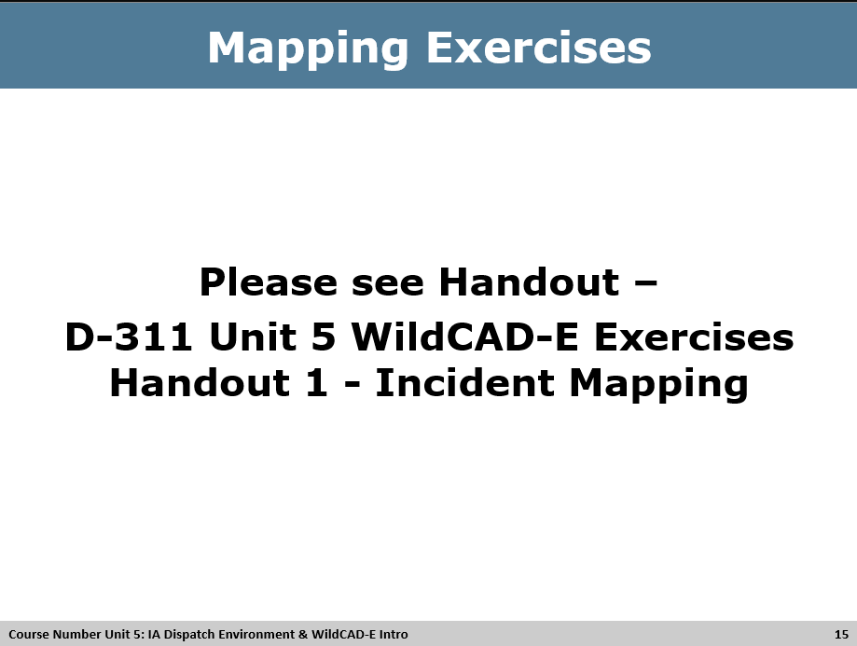 Mapping Exercises
Please see Handout –
D-311 Unit 5 WildCAD-E Exercises
Handout 1 - Incident Mapping
Course Number Unit 5: IA Dispatch Environment & WildCAD-E Intro
15